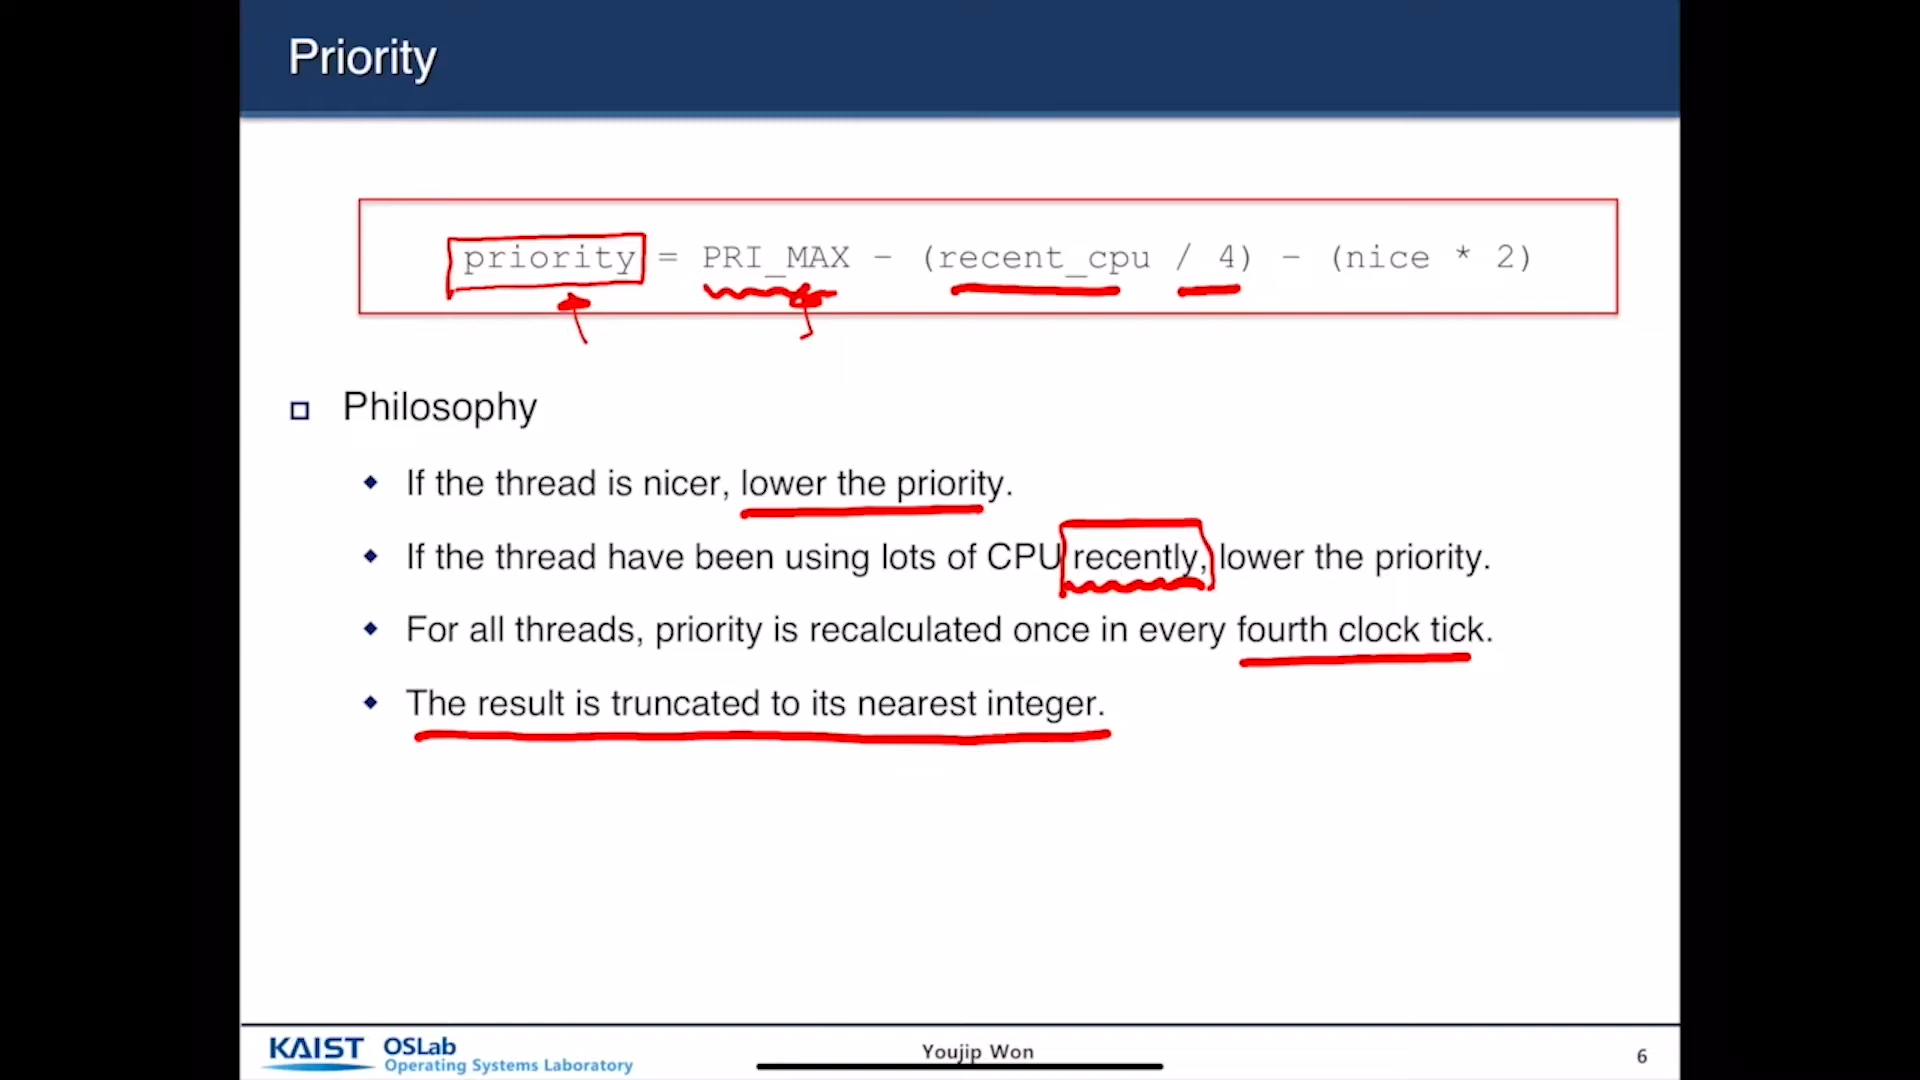 Priority
priority = PRI_MAX – (recent_cpu / 4) – (nice * 2)
Philosophy
If the thread is nicer, lower the priority.
If the thread have been using lots of CPU recently, lower the priority.
For all threads, priority is recalculated once in every fourth clock tick.
The result is truncated to its nearest integer.
KAIST OSLab
Operating Systems Laboratory
Youjip Won
6